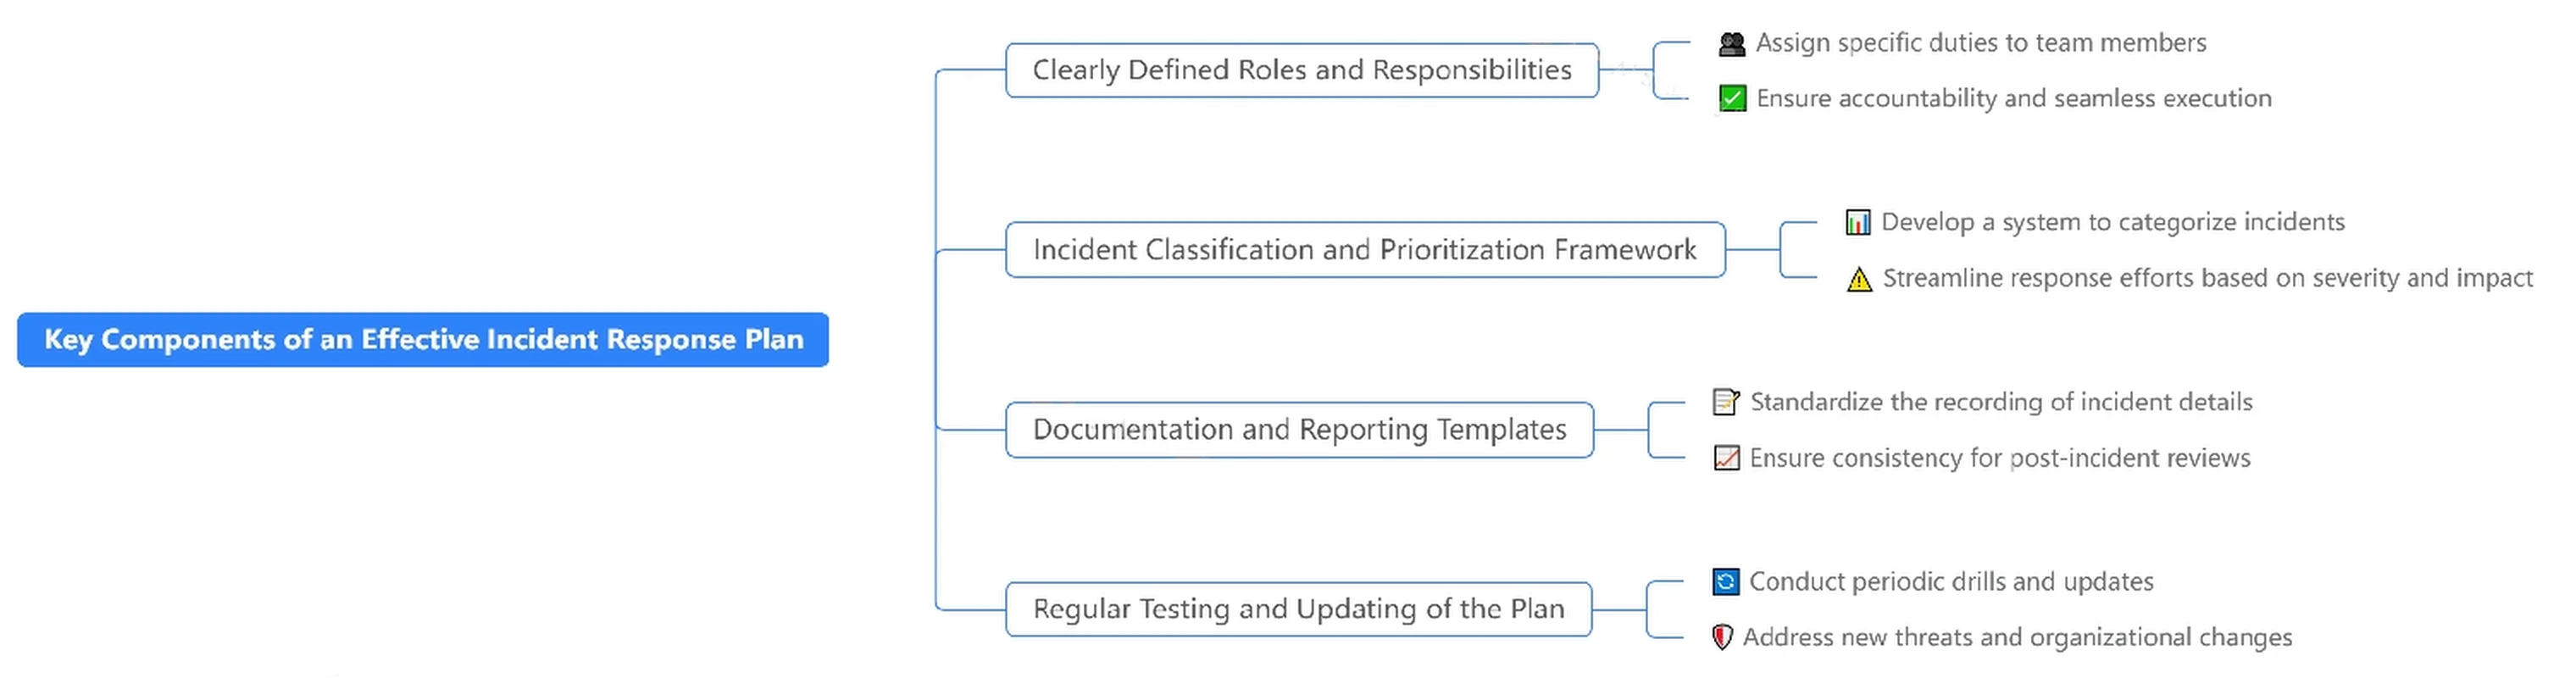 Key Components of an Effective Incident Response Plan
Clearly Defined Roles and Responsibilities
Assign specific duties to team members
Ensure accountability and seamless execution
Incident Classification and Prioritization Framework
Develop a system to categorize incidents
Streamline response efforts based on severity and impact
Documentation and Reporting Templates
Standardize the recording of incident details
Ensure consistency for post-incident reviews
Regular Testing and Updating of the Plan
Conduct periodic drills and updates
Address new threats and organizational changes